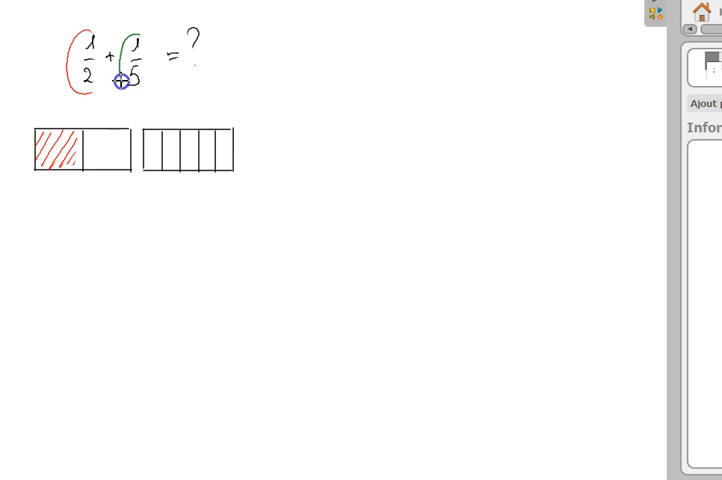 1/2 + 1/5 = ?
Ajout p
Infor